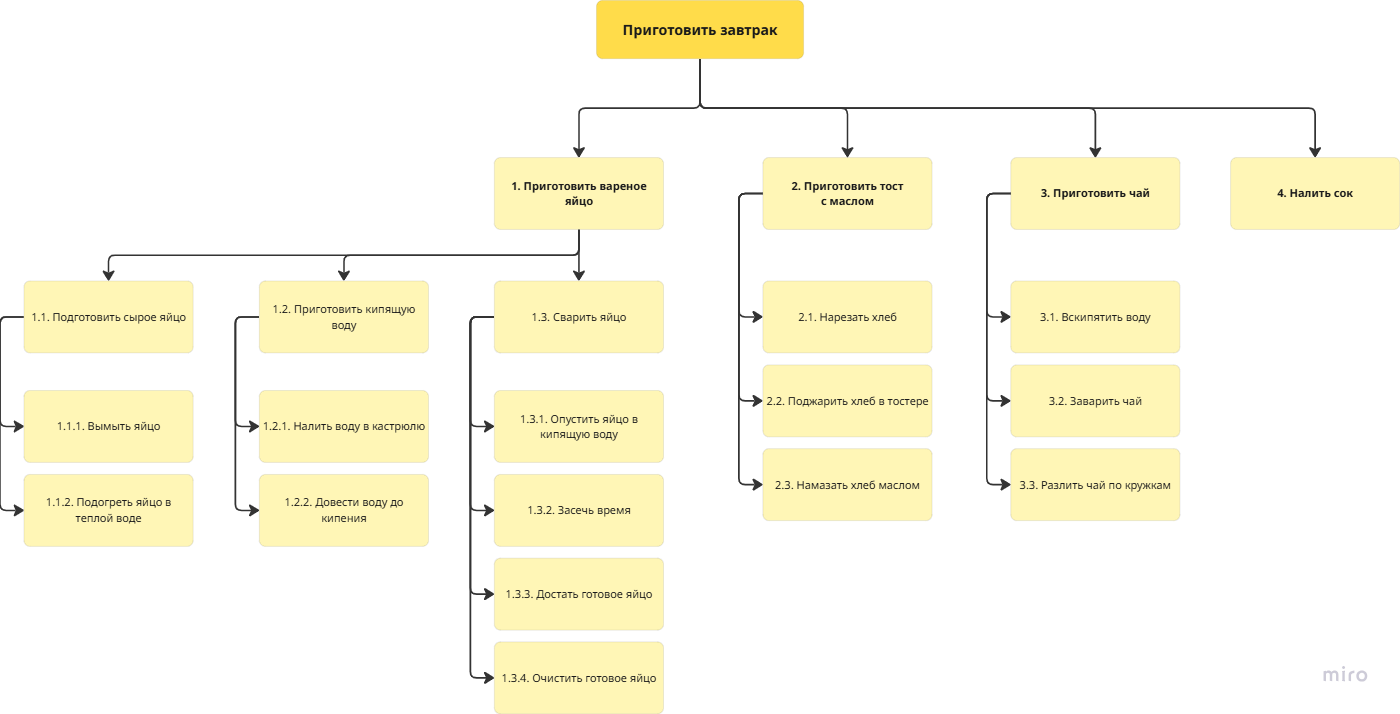 Приготовить завтрак
1. Приготовить вареное
яйцо
2. Приготовить тост
с маслом
3. Приготовить чай
4. Налить сок
1.1. Подготовить сырое яйцо
1.2. Приготовить кипящую
воду
1.3. Сварить яйцо
2.1. Нарезать хлеб
3.1. Вскипятить воду
1.1.1. Вымыть яйцо
1.2.1. Налить воду в кастрюлю
1.3.1. Опустить яйцо в
кипящую воду
2.2. Поджарить хлеб в тостере
3.2. Заварить чай
1.1.2. Подогреть яйцо в
теплой воде
1.2.2. Довести воду до
кипения
1.3.2. Засечь время
2.3. Намазать хлеб маслом
3.3. Разлить чай по кружкам
1.3.3. Достать готовое яйцо
1.3.4. Очистить готовое яйцо
miro